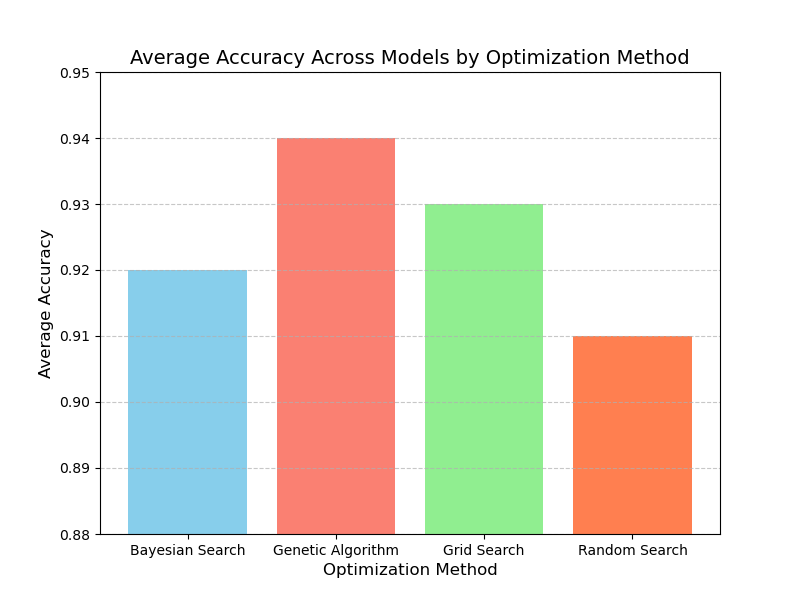 Average Accuracy Across Models by Optimization Method
Average Accuracy
0.95
0.94
0.93
0.92
0.91
0.90
0.89
0.88
Bayesian Search Genetic Algorithm Grid Search Random Search
Optimization Method